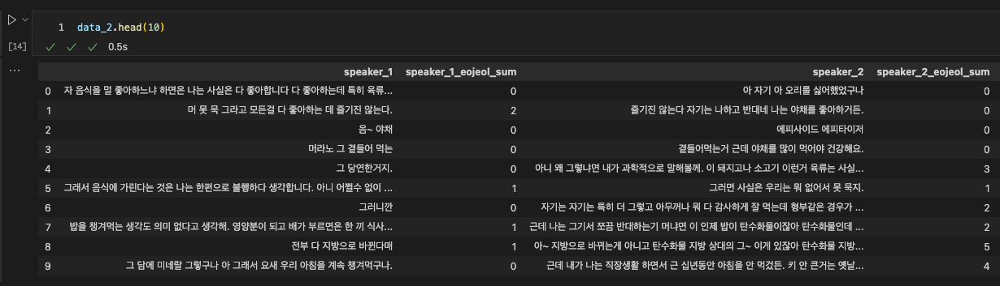 1 data_2.head(10)
[14] 0.5s
speaker_1 speaker_1_eojeol_sum speaker_2 speaker_2_eojeol_sum
0 자 음식을 멀 좋아하느냐 하면은 나는 사실은 다 좋아합니다 다 좋아하는데 특히 육류... 0 아 자기 아 오리를 싫어했었구나 0
1 머 못 묵 그라고 모든걸 다 좋아하는 데 즐기진 않는다. 2 즐기진 않는다 자기는 나하고 반대네 나는 야채를 좋아하거든. 0
2 음~ 야채 0 에피사이드 에피타이저 0
3 머라노 그 곁들어 먹는 0 곁들어먹는거 근데 야채를 많이 먹어야 건강해요. 0
4 그 당연한거지. 0 아니 왜 그렇냐면 내가 과학적으로 말해볼께. 이 돼지고나 소고기 이런거 육류는 사실... 3
5 그래서 음식에 가린다는 것은 나는 한편으로 불행하다 생각합니다. 아니 어쩔수 없이 ... 1 그러면 사실은 우리는 뭐 없어서 못 묵지. 1
6 그러니깐 0 자기는 자기는 특히 더 그렇고 아무꺼나 뭐 다 감사하게 잘 먹는데 형부같은 경우가 ... 2
7 밥을 챙겨먹는 생각도 의미 없다고 생각해. 영양분이 되고 배가 부르면은 한 끼 식사... 1 근데 나는 그기서 쪼끔 반대하는기 머냐면 이 인제 밥이 탄수화물이잖아 탄수화물인데 ... 2
8 전부 다 지방으로 바뀐다매 1 아~ 지방으로 바뀌는게 아니고 탄수화물 지방 상대의 그~ 이게 있잖아 탄수화물 지방... 5
9 그 담에 미네랄 그렇구나 아 그래서 요새 우리 아침을 계속 챙겨먹구나. 0 근데 내가 나는 직장생활 하면서 근 십년동안 아침을 안 먹겄든. 키 안 큰거는 옛날... 4